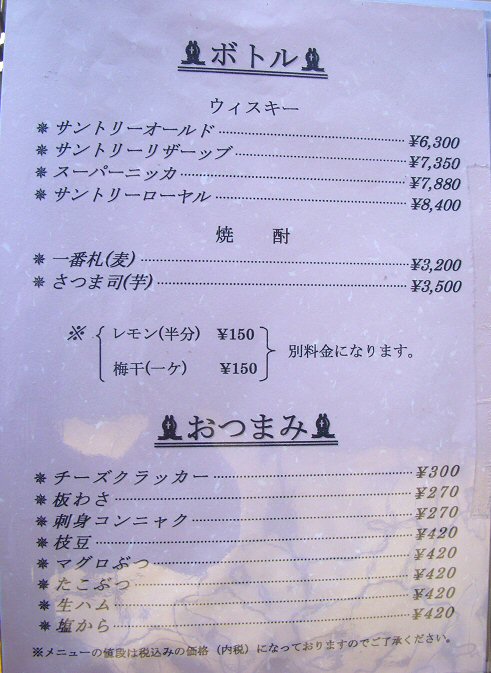 ボトル
ウィスキー
＊サントリーオールド……¥6,300
＊サントリーリザーッブ……¥7,350
＊スーパーニッカ……¥7,880
＊サントリーローヤル……¥8,400
焼　酎
＊一番札(麦)……¥3,200
＊さつま司(芋)……¥3,500
※ レモン(半分) ¥150
梅干(一ケ) ¥150
別料金になります。
おつまみ
＊チーズクラッカー……¥300
＊板わさ……¥270
＊刺身コンニャク……¥270
＊枝豆……¥420
＊マグロぶつ……¥420
＊たこぶつ……¥420
＊生ハム……¥420
＊塩から……¥420
※メニューの値段は税込みの価格（内税）になっておりますのでご了承ください。